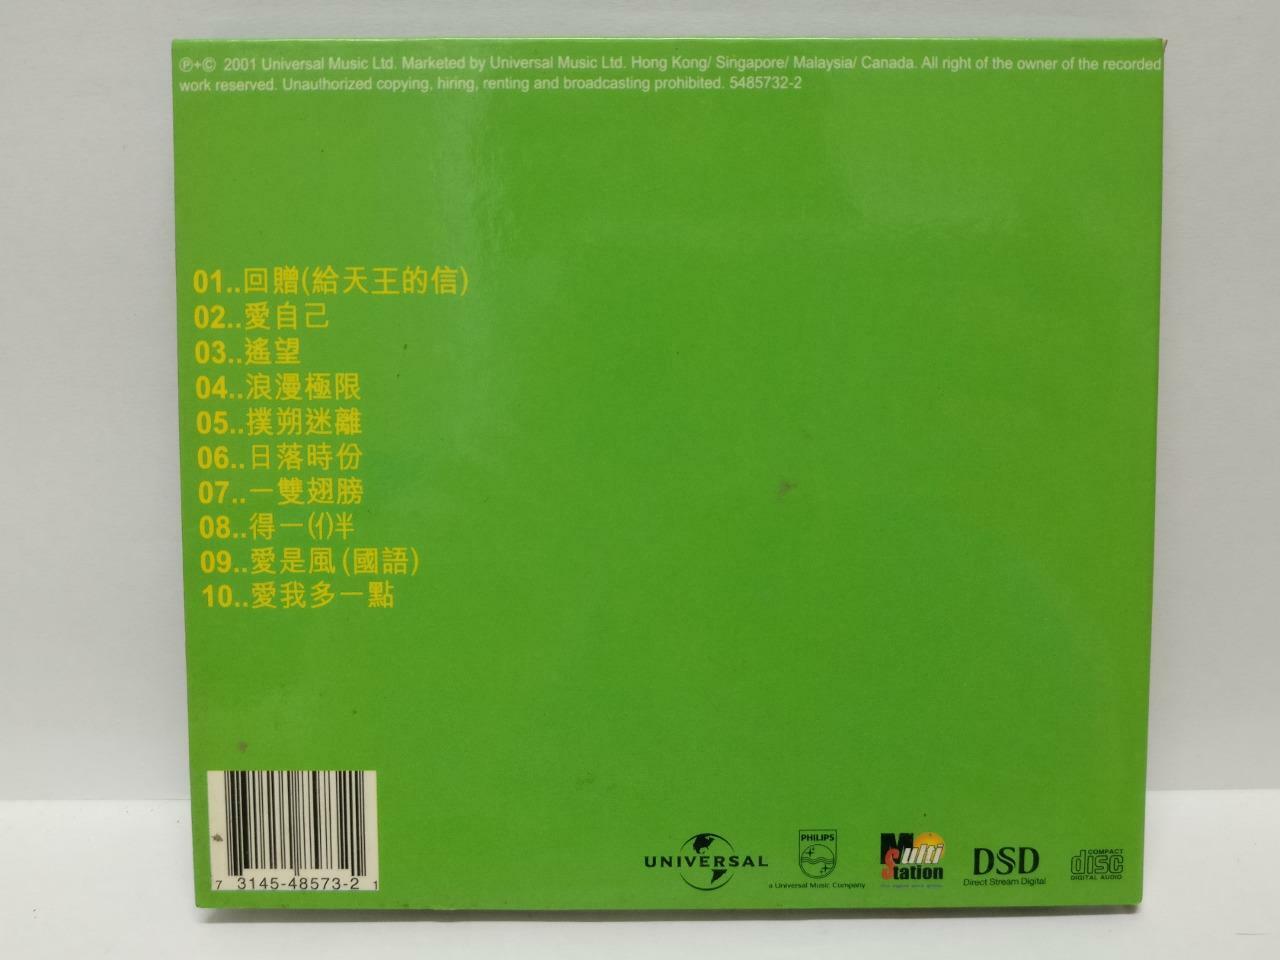 ℗+© 2001 Universal Music Ltd. Marketed by Universal Music Ltd. Hong Kong/ Singapore/ Malaysia/ Canada. All right of the owner of the recorded
work reserved. Unauthorized copying, hiring, renting and broadcasting prohibited. 5485732-2
01..回贈(給天王的信)
02..愛自己
03..遙望
04..浪漫極限
05..撲朔迷離
06..日落時份
07..一雙翅膀
08..得一(亻)半
09..愛是風(國語)
10..愛我多一點
7 3145-48573-2 1
UNIVERSAL
PHILIPS
a Universal Music Company
Multi
Station
DSD
Direct Stream Digital
COMPACT
disc
DIGITAL AUDIO